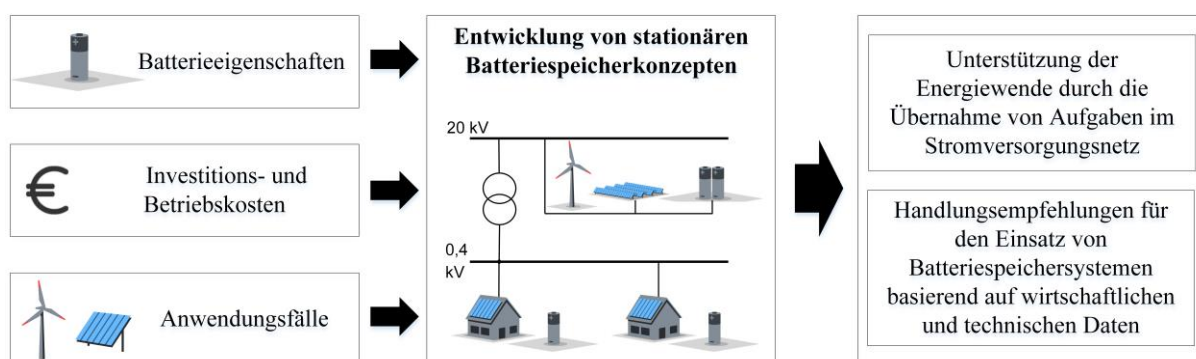 Batterieeigenschaften
Investitions- und
Betriebskosten
Anwendungsfälle
Entwicklung von stationären
Batteriespeicherkonzepten
20 kV
0,4
kV
Unterstützung der
Energiewende durch die
Übernahme von Aufgaben im
Stromversorgungsnetz
Handlungsempfehlungen für
den Einsatz von
Batteriespeichersystemen
basierend auf wirtschaftlichen
und technischen Daten